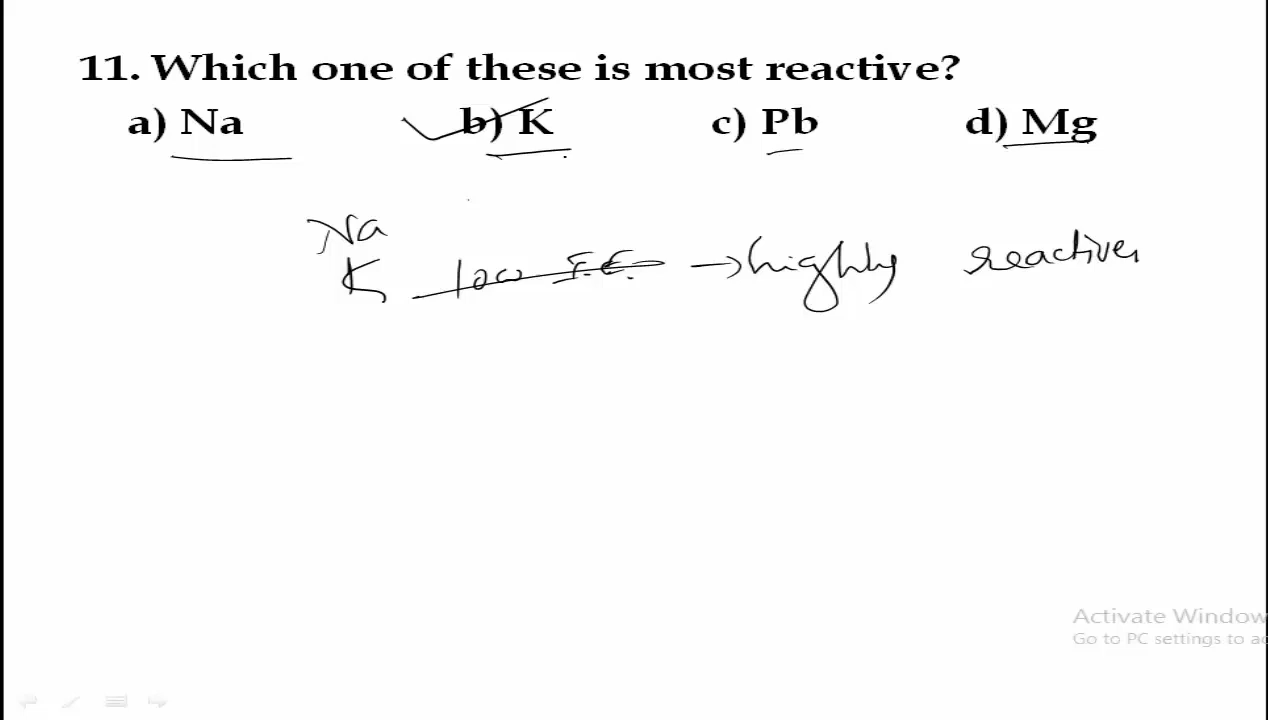 11. Which one of these is most reactive?
a) Na b) K c) Pb d) Mg
Na
K low I.E. → highly reactive
Activate Window
Go to PC settings to ac